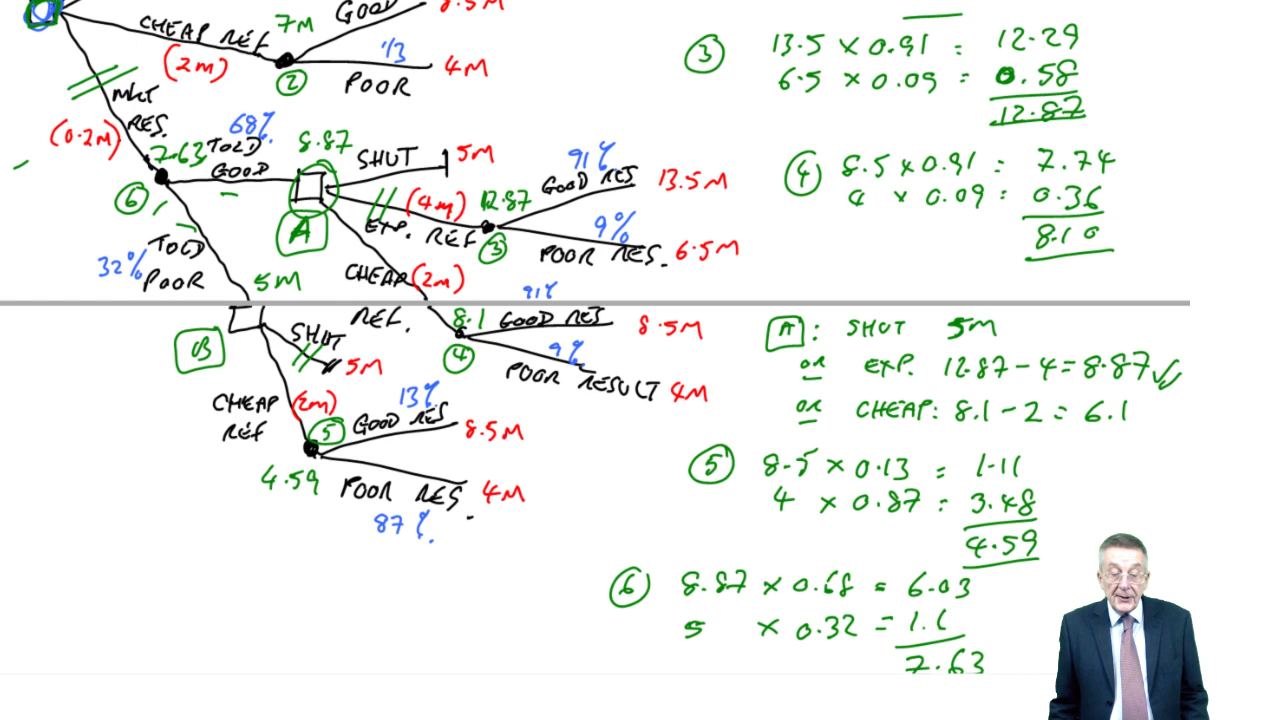 GOOD 8.5M
7M
CHEAP REF
(2m)
1/3
4M
2
POOR
MKT
RES.
(0.2M)
68%
7.63 TOLD
GOOD
8.87
SHUT
5M
91%
GOOD RES
13.5M
(4m)
12.87
EXP. REF
3
9%
POOR RES. 6.5M
6
A
TOLD
POOR
32%
5M
CHEAP (2m)
REF.
8.1
91%
GOOD RES
8.5M
4
9%
POOR RESULT 4M
B
SHUT
5M
CHEAP
REF
(2m)
13%
5
GOOD RES
8.5M
4.59
POOR RES.
4M
87%.
3
13.5 x 0.91 = 12.29
6.5 x 0.09 = 0.58
12.87
4
8.5 x 0.91 = 7.74
4 x 0.09 = 0.36
8.10
A : SHUT 5M
OR EXP. 12.87 - 4 = 8.87
OR CHEAP: 8.1 - 2 = 6.1
5
8.5 x 0.13 = 1.11
4 x 0.87 = 3.48
4.59
6
8.87 x 0.68 = 6.03
5 x 0.32 = 1.6
7.63